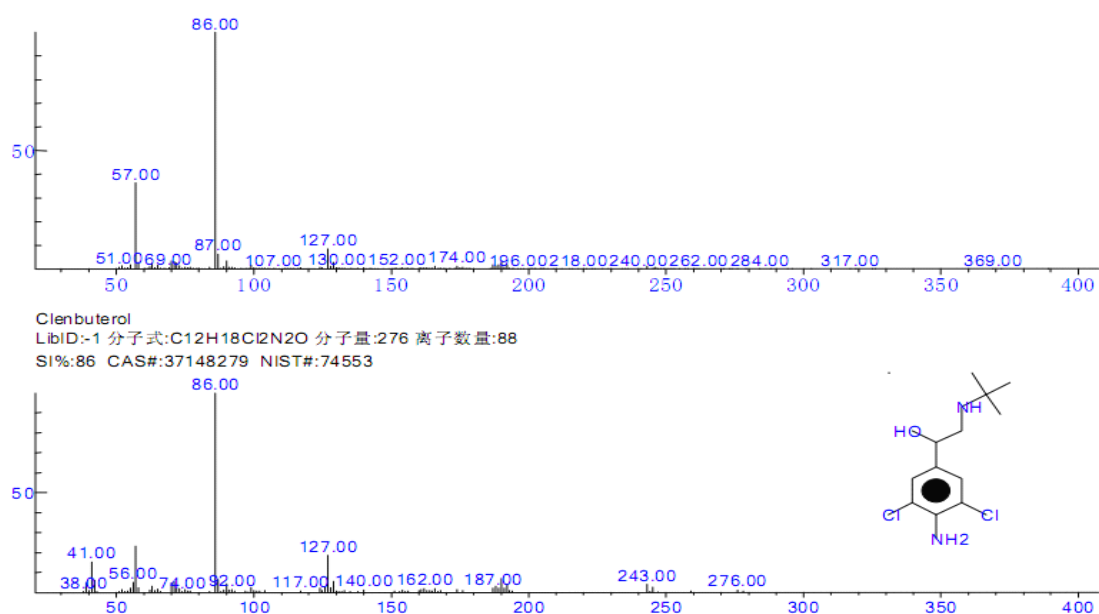 86.00
50
57.00
127.00
87.00
51.00 69.00 107.00 130.00 152.00 174.00 196.00 218.00 240.00 262.00 284.00 317.00 369.00
50 100 150 200 250 300 350 400
Clenbuterol
LibID:-1 分子式:C12H18Cl2N2O 分子量:276 离子数量:88
SI%:86 CAS#:37148279 NIST#:74553
86.00
NH
HO
Cl Cl
NH2
50
41.00 127.00
38.00 56.00 74.00 92.00 117.00 140.00 162.00 187.00 243.00 276.00
50 100 150 200 250 300 350 400